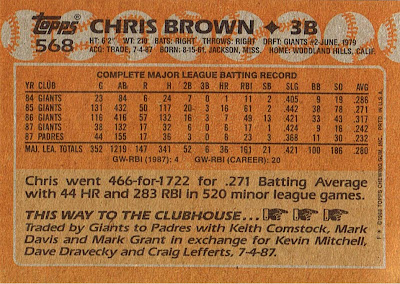 Topps
568
CHRIS BROWN ✦ 3B
HT: 6'2" WT: 210 BATS: RIGHT THROWS: RIGHT DRFT: GIANTS #2-JUNE, 1979
ACQ: TRADE, 7-4-87 BORN: 8-15-61, JACKSON, MISS. HOME: WOODLAND HILLS, CALIF.
COMPLETE MAJOR LEAGUE BATTING RECORD
YR CLUB G AB R H 2B 3B HR RBI SB SLG BB SO AVG
84 GIANTS 23 84 6 24 7 0 1 11 2 .405 9 19 .286
85 GIANTS 131 432 50 117 20 3 16 61 2 .442 38 78 .271
86 GIANTS 116 416 57 132 16 3 7 49 13 .421 33 43 .317
87 GIANTS 38 132 17 32 6 0 6 17 1 .424 9 16 .242
87 PADRES 44 155 17 36 3 0 6 23 3 .368 11 30 .232
MAJ. LEA. TOTALS 352 1219 147 341 52 6 36 161 21 .421 100 186 .280
GW-RBI (1987): 4 GW-RBI (CAREER): 20
Chris went 466-for-1722 for .271 Batting Average
with 44 HR and 283 RBI in 520 minor league games.
THIS WAY TO THE CLUBHOUSE...
Traded by Giants to Padres with Keith Comstock, Mark
Davis and Mark Grant in exchange for Kevin Mitchell,
Dave Dravecky and Craig Lefferts, 7-4-87.